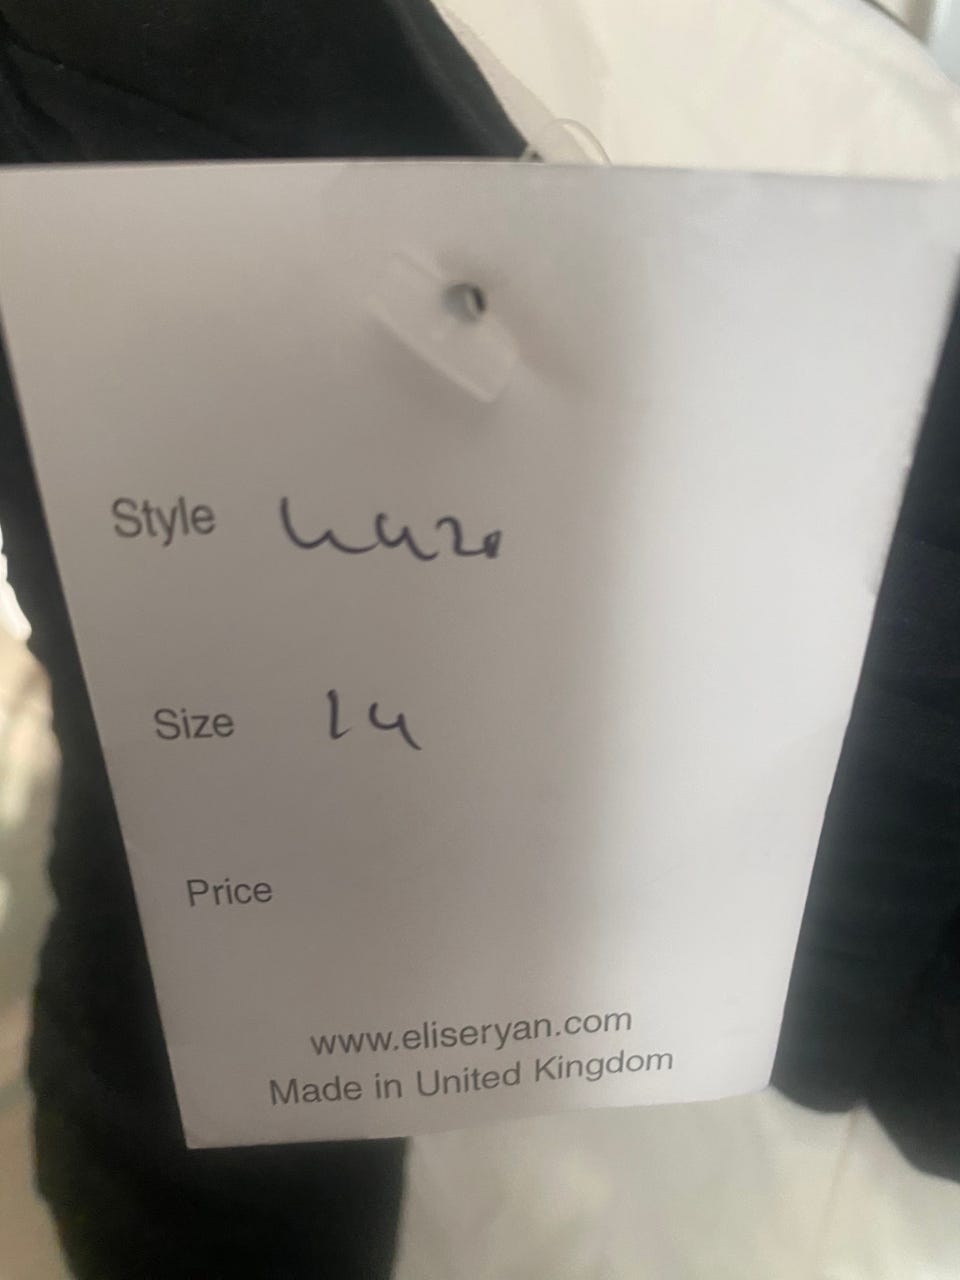 Style 4420
Size 14
Price
www.eliseryan.com
Made in United Kingdom